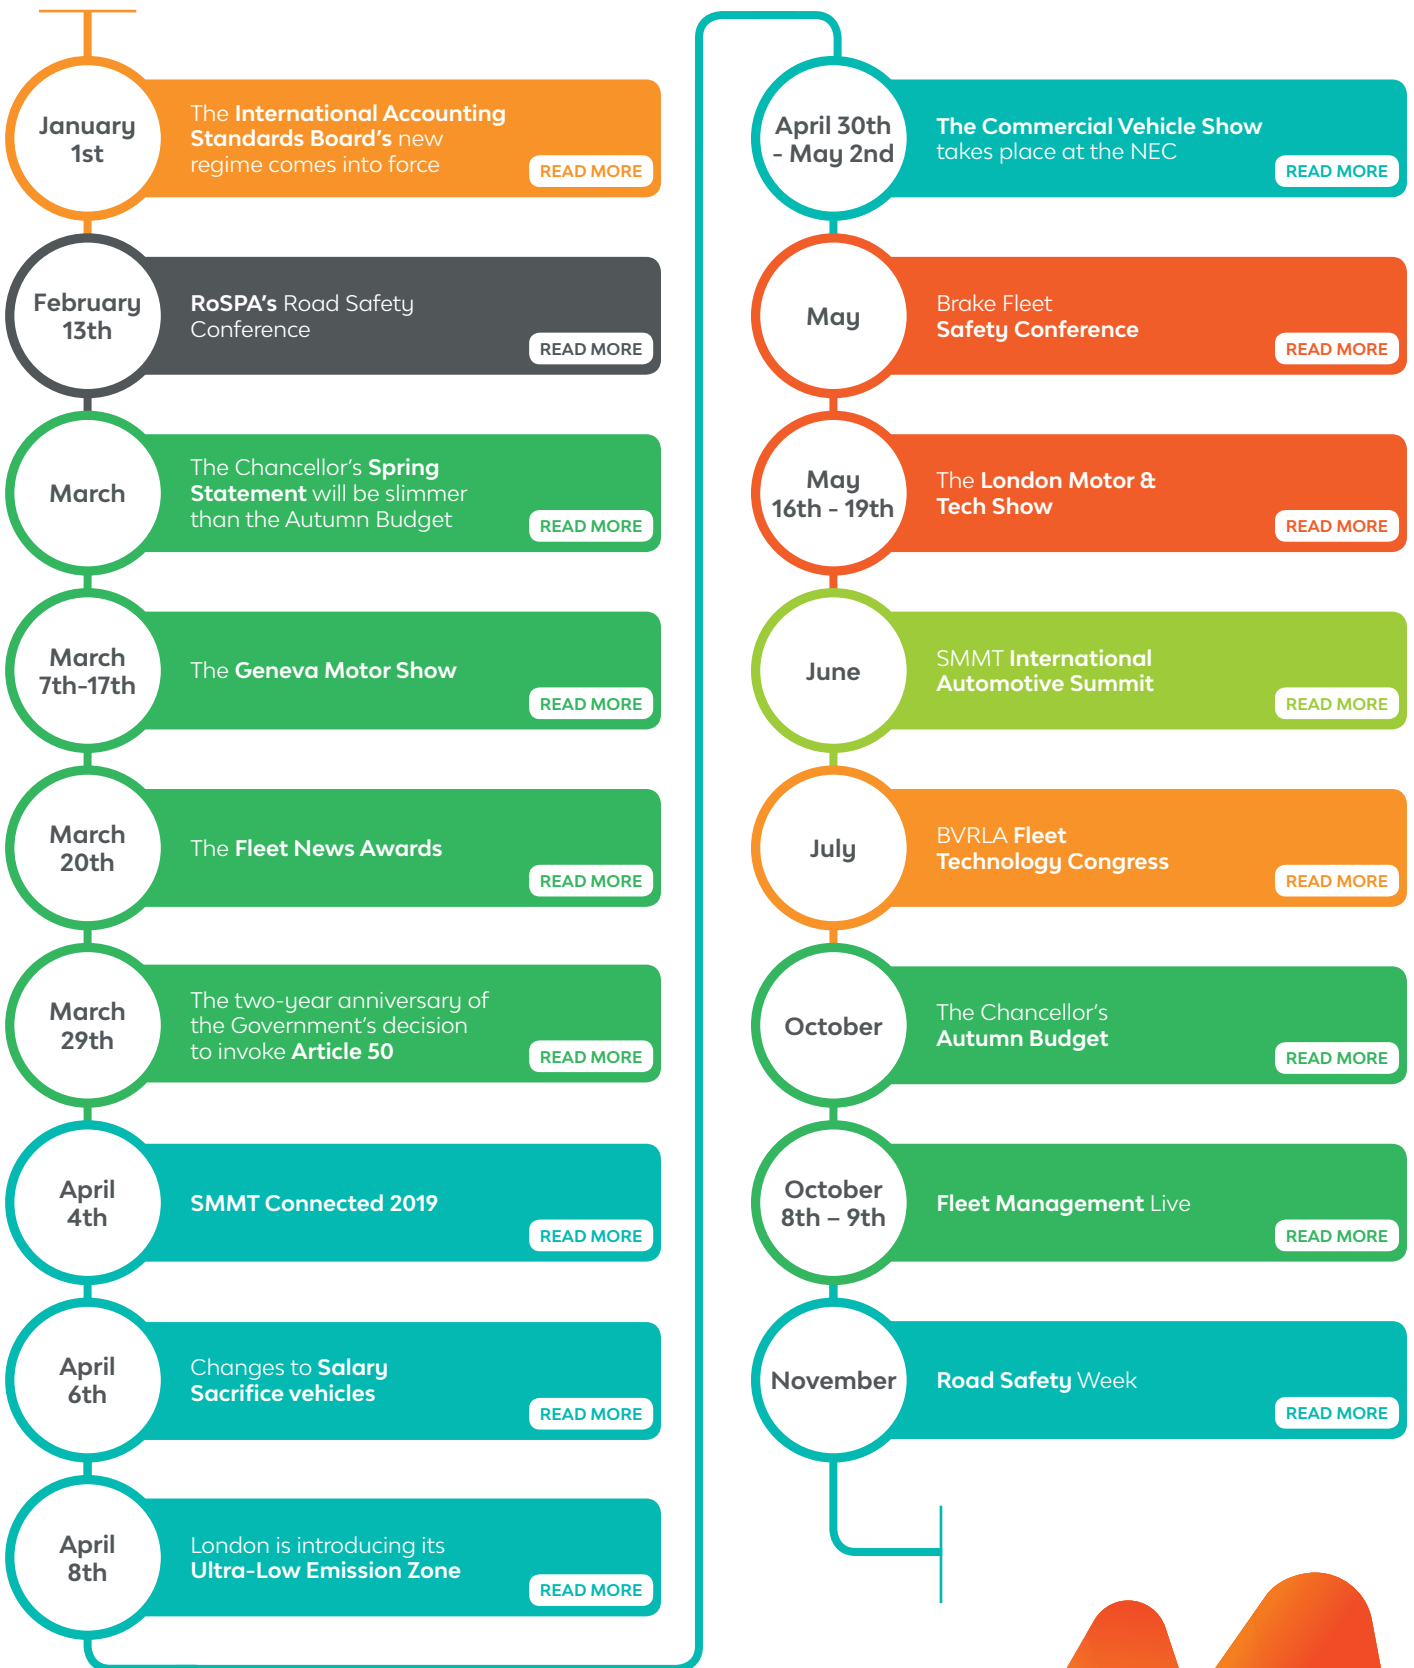 January
1st
The International Accounting
Standards Board's new
regime comes into force
READ MORE
February
13th
RoSPA's Road Safety
Conference
READ MORE
March
The Chancellor's Spring
Statement will be slimmer
than the Autumn Budget
READ MORE
March
7th-17th
The Geneva Motor Show
READ MORE
March
20th
The Fleet News Awards
READ MORE
March
29th
The two-year anniversary of
the Government's decision
to invoke Article 50
READ MORE
April
4th
SMMT Connected 2019
READ MORE
April
6th
Changes to Salary
Sacrifice vehicles
READ MORE
April
8th
London is introducing its
Ultra-Low Emission Zone
READ MORE
April 30th
- May 2nd
The Commercial Vehicle Show
takes place at the NEC
READ MORE
May
Brake Fleet
Safety Conference
READ MORE
May
16th - 19th
The London Motor &
Tech Show
READ MORE
June
SMMT International
Automotive Summit
READ MORE
July
BVRLA Fleet
Technology Congress
READ MORE
October
The Chancellor's
Autumn Budget
READ MORE
October
8th – 9th
Fleet Management Live
READ MORE
November
Road Safety Week
READ MORE